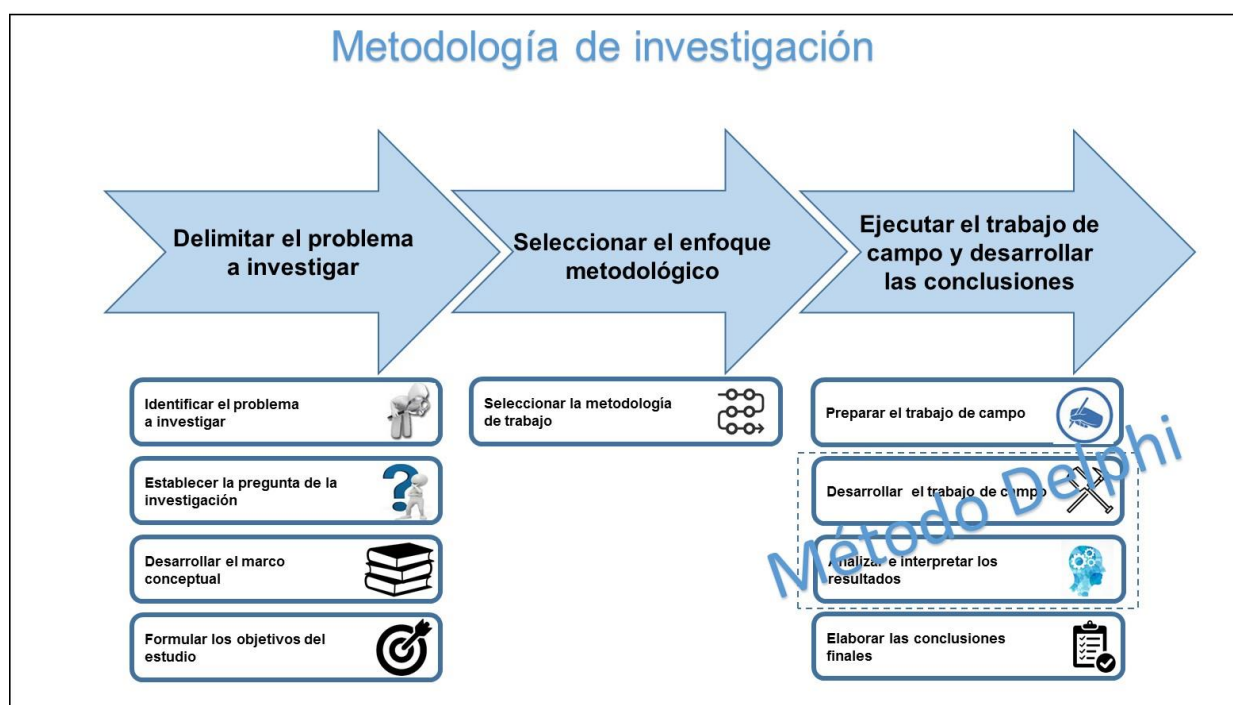 Metodología de investigación
Delimitar el problema
a investigar
Seleccionar el enfoque
metodológico
Ejecutar el trabajo de
campo y desarrollar
las conclusiones
Identificar el problema
a investigar
Establecer la pregunta de la
investigación
Desarrollar el marco
conceptual
Formular los objetivos del
estudio
Seleccionar la metodología
de trabajo
Preparar el trabajo de campo
Desarrollar el trabajo de campo
Analizar e interpretar los
resultados
Elaborar las conclusiones
finales
Método Delphi